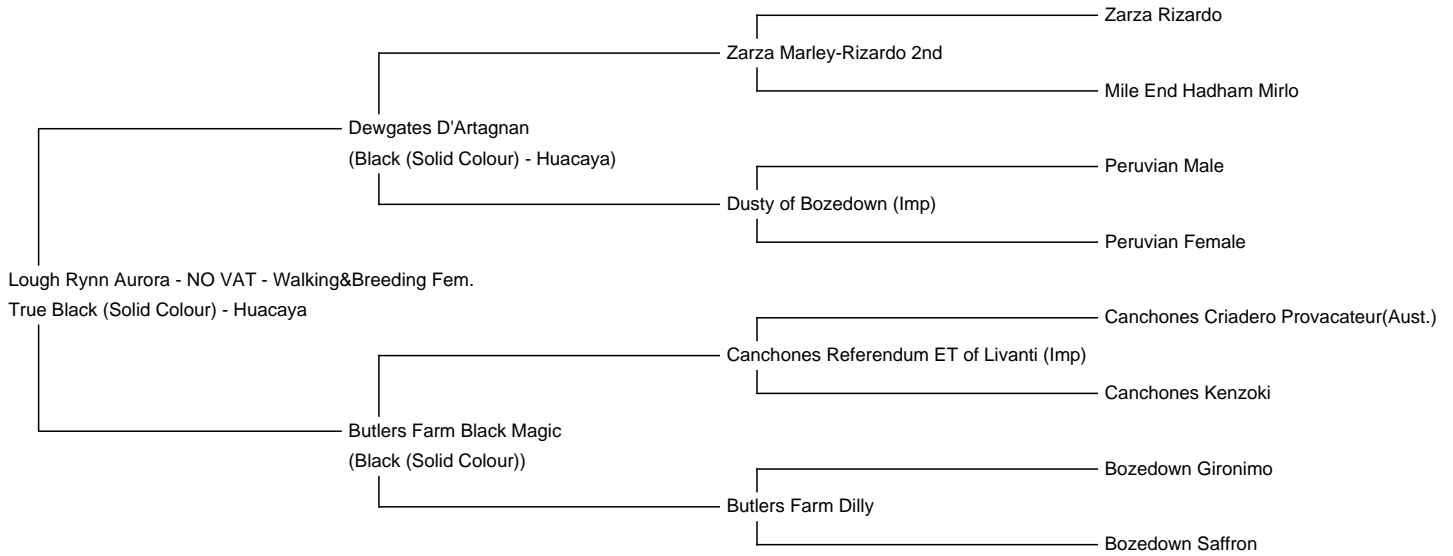 Zarza Rizardo
Zarza Marley-Rizardo 2nd
Mile End Hadham Mirlo
Dewgates D'Artagnan
(Black (Solid Colour) - Huacaya)
Peruvian Male
Dusty of Bozedown (Imp)
Peruvian Female
Lough Rynn Aurora - NO VAT - Walking&Breeding Fem.
True Black (Solid Colour) - Huacaya
Canchones Criadero Provacateur(Aust.)
Canchones Referendum ET of Livanti (Imp)
Canchones Kenzoki
Butlers Farm Black Magic
(Black (Solid Colour))
Bozedown Gironimo
Butlers Farm Dilly
Bozedown Saffron